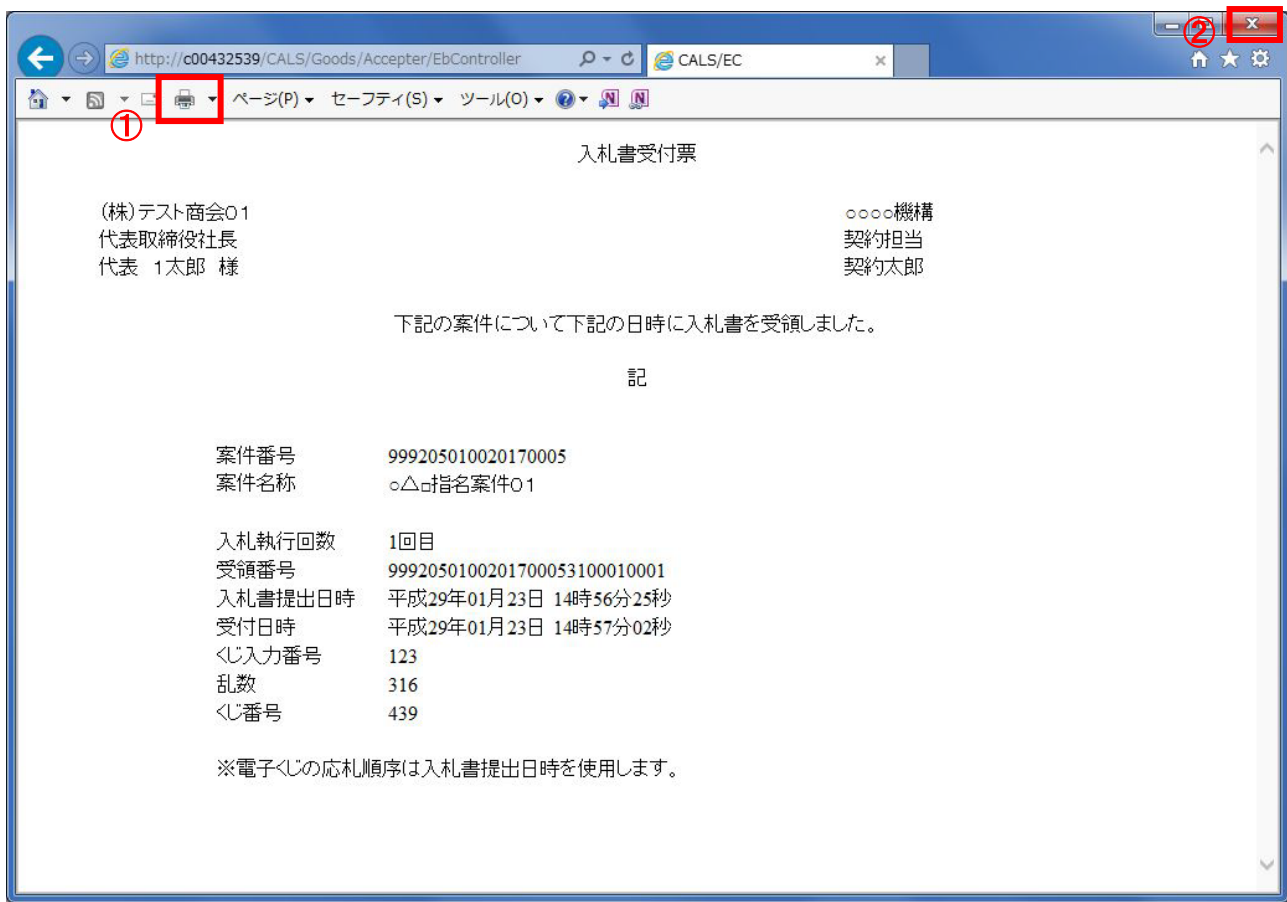 ②
http://c00432539/CALS/Goods/Accepter/EbController CALS/EC
ページ(P) セーフティ(S) ツール(O)
①
入札書受付票
(株)テスト商会01 ○○○○機構
代表取締役社長 契約担当
代表 1太郎 様 契約太郎
下記の案件について下記の日時に入札書を受領しました。
記
案件番号 999205010020170005
案件名称 ○△□指名案件01
入札執行回数 1回目
受領番号 9992050100201700053100010001
入札書提出日時 平成29年01月23日 14時56分25秒
受付日時 平成29年01月23日 14時57分02秒
くじ入力番号 123
乱数 316
くじ番号 439
※電子くじの応札順序は入札書提出日時を使用します。